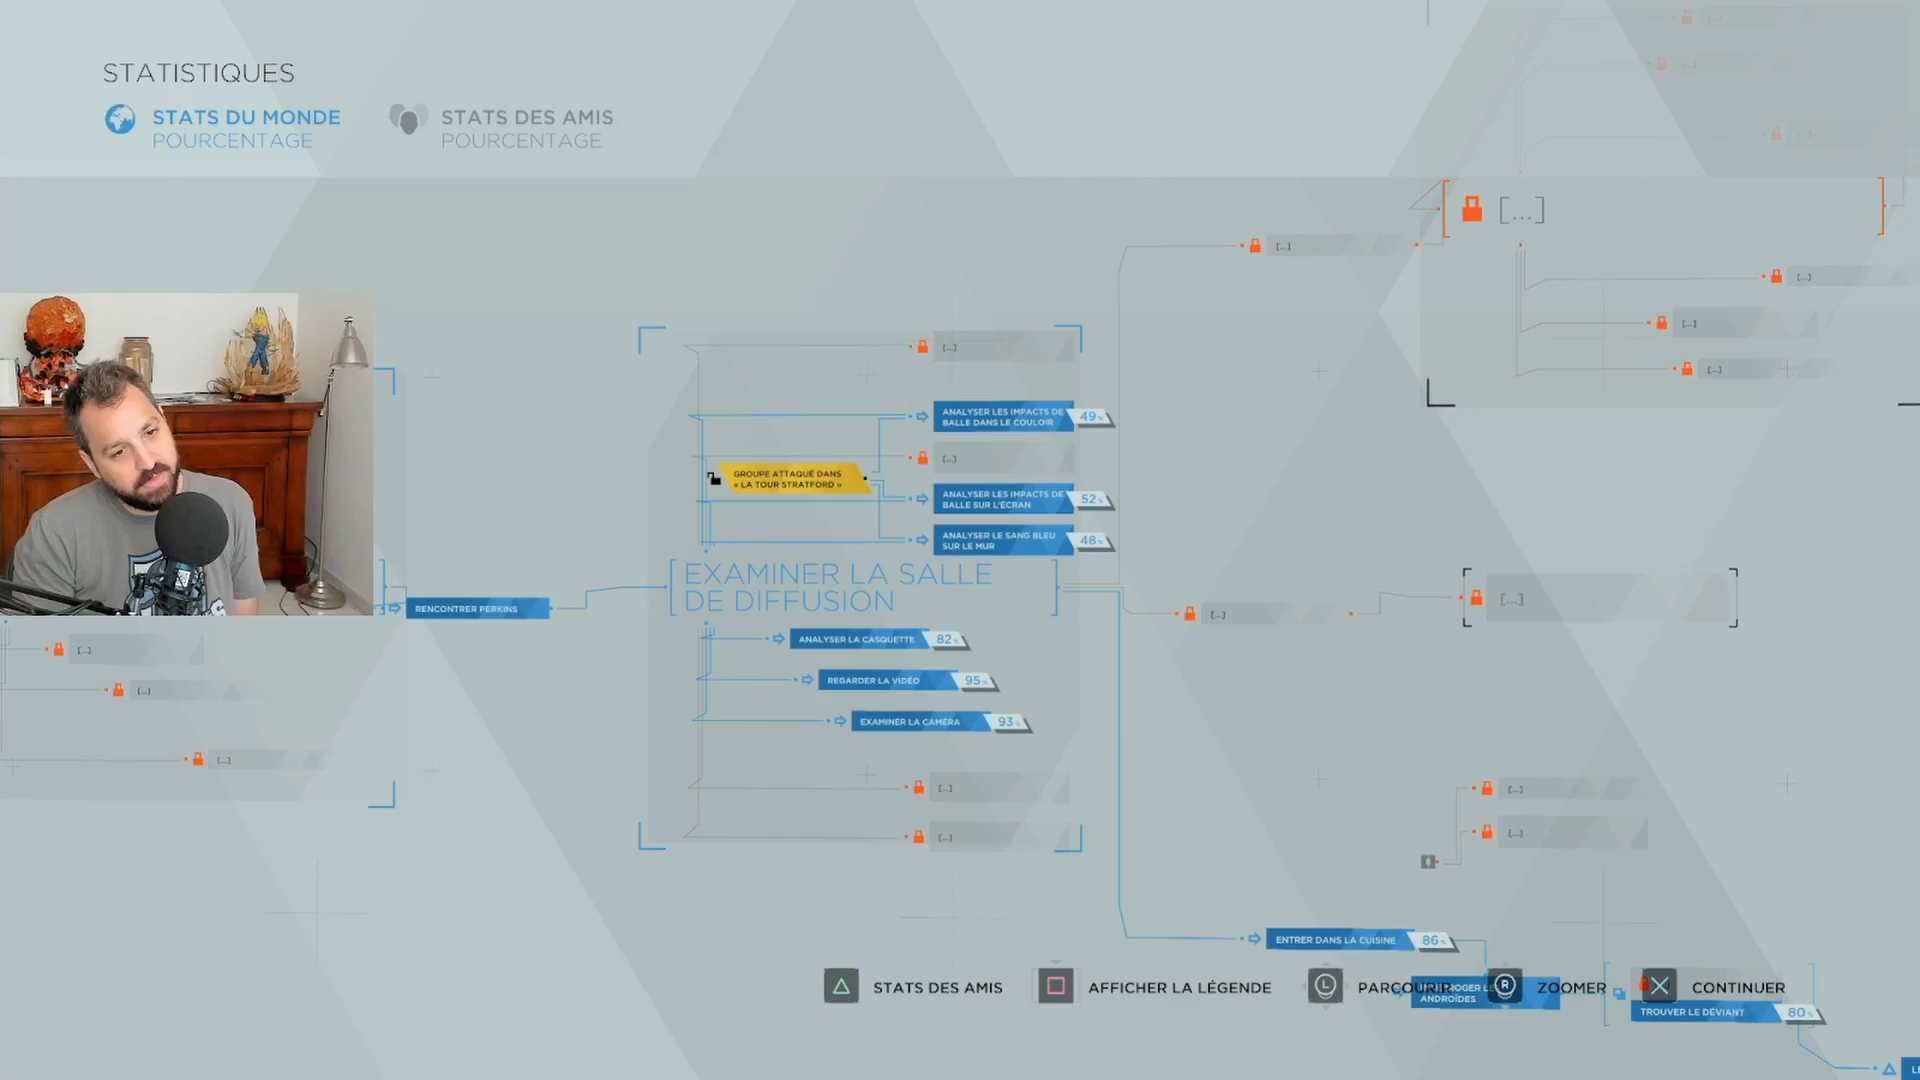 STATISTIQUES
STATS DU MONDE
POURCENTAGE
STATS DES AMIS
POURCENTAGE
[...]
[...]
[...]
[...]
[...]
[...]
[...]
[...]
[...]
ANALYSER LES IMPACTS DE
BALLE DANS LE COULOIR
49%
[...]
GROUPE ATTAQUÉ DANS
« LA TOUR STRATFORD »
ANALYSER LES IMPACTS DE
BALLE SUR L'ÉCRAN
52%
ANALYSER LE SANG BLEU
SUR LE MUR
48%
EXAMINER LA SALLE
DE DIFFUSION
RENCONTRER PERKINS
[...]
[...]
ANALYSER LA CASQUETTE
82%
[...]
REGARDER LA VIDÉO
95%
[...]
EXAMINER LA CAMÉRA
93%
[...]
[...]
[...]
[...]
[...]
ENTRER DANS LA CUISINE
86%
STATS DES AMIS
AFFICHER LA LÉGENDE
PARCOURIR
ANDROÏDES
ZOOMER
CONTINUER
TROUVER LE DÉVIANT
80%